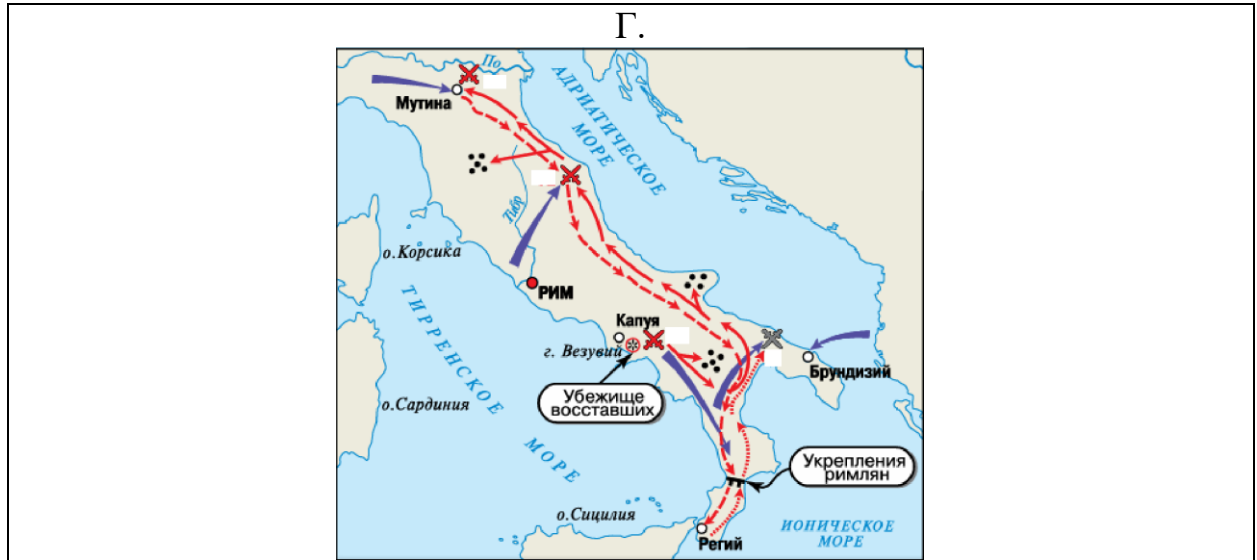 Г.
По
АДРИАТИЧЕСКОЕ
МОРЕ
Мутина
Тибр
о.Корсика
РИМ
ТИРРЕНСКОЕ
МОРЕ
Капуя
г. Везувий
Брундизий
Убежище
восставших
о.Сардиния
Укрепления
римлян
о.Сицилия
Регий
ИОНИЧЕСКОЕ
МОРЕ